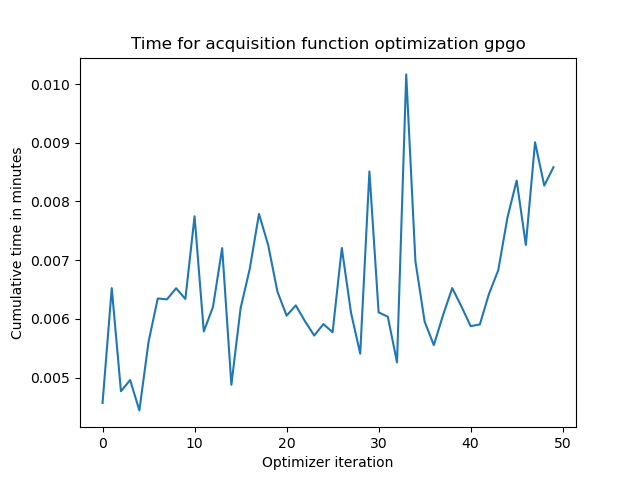 Time for acquisition function optimization gpgo
0.010
0.009
0.008
0.007
0.006
0.005
Cumulative time in minutes
0 10 20 30 40 50
Optimizer iteration